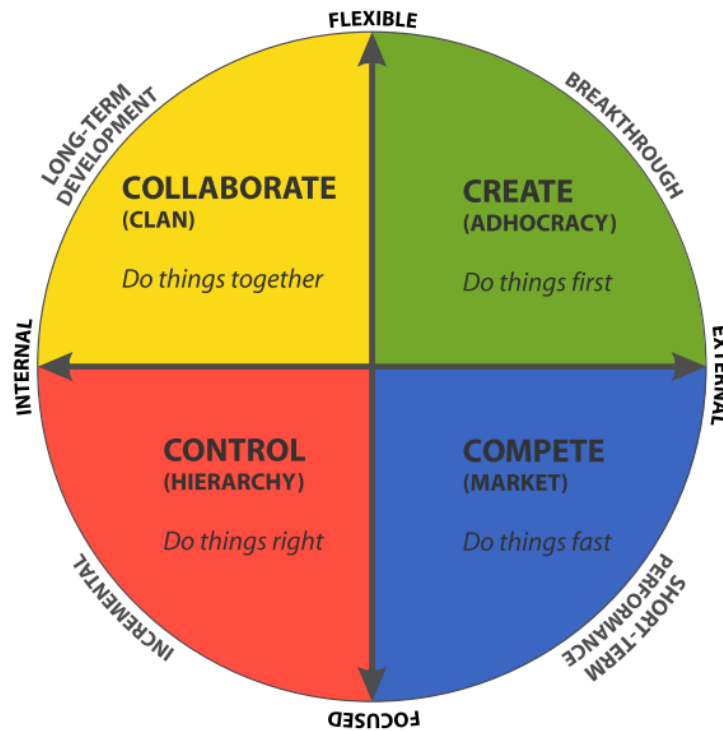 FLEXIBLE
LONG-TERM
DEVELOPMENT
BREAKTHROUGH
COLLABORATE
(CLAN)
Do things together
CREATE
(ADHOCRACY)
Do things first
INTERNAL
EXTERNAL
CONTROL
(HIERARCHY)
Do things right
COMPETE
(MARKET)
Do things fast
INCREMENTAL
SHORT-TERM
PERFORMANCE
FOCUSED